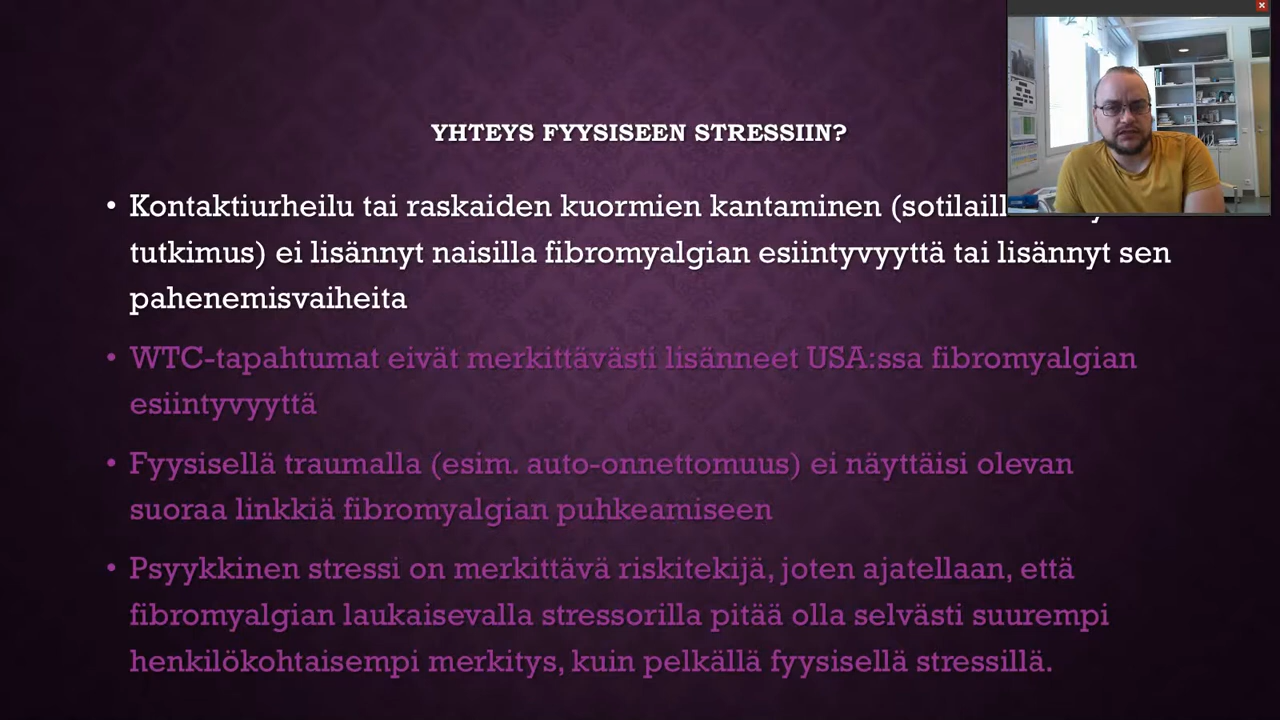 YHTEYS FYYSISEEN STRESSIIN?
• Kontaktiurheilu tai raskaiden kuormien kantaminen
tutkimus) ei lisännyt naisilla fibromyalgian esiintyvyyttä tai lisännyt sen
pahenemisvaiheita
• WTC-tapahtumat eivät merkittävästi lisänneet USA:ssa fibromyalgian
esiintyvyyttä
• Fyysisellä traumalla (esim. auto-onnettomuus) ei näyttäisi olevan
suoraa linkkiä fibromyalgian puhkeamiseen
• Psyykkinen stressi on merkittävä riskitekijä, joten ajatellaan, että
fibromyalgian laukaisevalla stressorilla pitää olla selvästi suurempi
henkilökohtaisempi merkitys, kuin pelkällä fyysisellä stressillä.